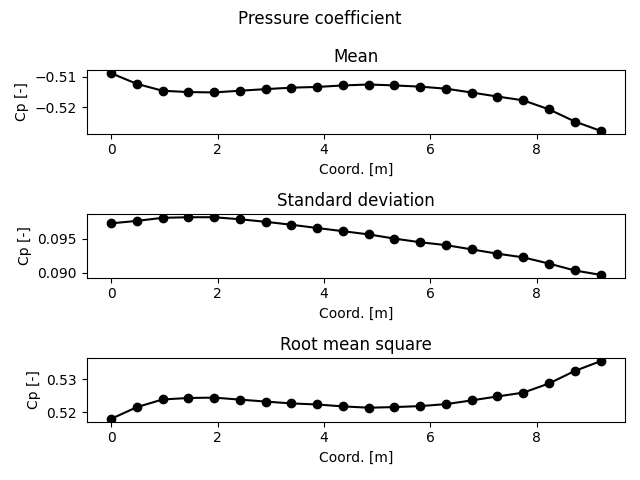 Pressure coefficient
Mean
−0.51
−0.52
Cp [-]
0 2 4 6 8
Coord. [m]
Standard deviation
0.095
0.090
Cp [-]
0 2 4 6 8
Coord. [m]
Root mean square
0.53
0.52
Cp [-]
0 2 4 6 8
Coord. [m]